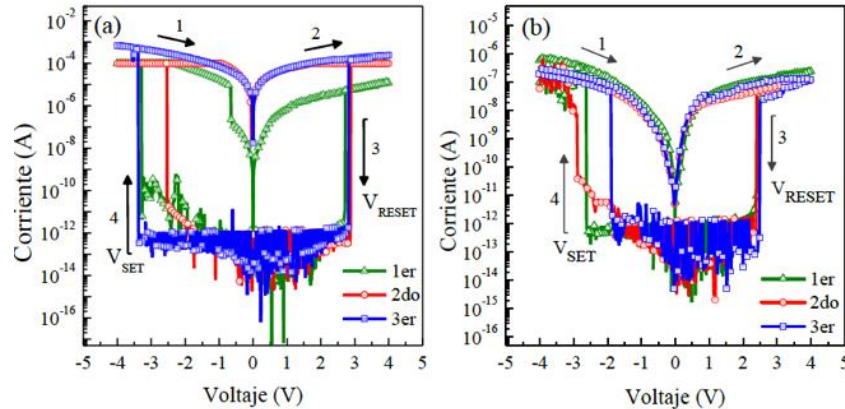 (a)
Corriente (A)
10⁻²
10⁻⁴
10⁻⁶
10⁻⁸
10⁻¹⁰
10⁻¹²
10⁻¹⁴
10⁻¹⁶
1
2
3
4
V_RESET
V_SET
1er
2do
3er
-5 -4 -3 -2 -1 0 1 2 3 4 5
Voltaje (V)
(b)
Corriente (A)
10⁻⁵
10⁻⁶
10⁻⁷
10⁻⁸
10⁻⁹
10⁻¹⁰
10⁻¹¹
10⁻¹²
10⁻¹³
10⁻¹⁴
10⁻¹⁵
10⁻¹⁶
1
2
3
4
V_RESET
V_SET
1er
2do
3er
-5 -4 -3 -2 -1 0 1 2 3 4 5
Voltaje (V)